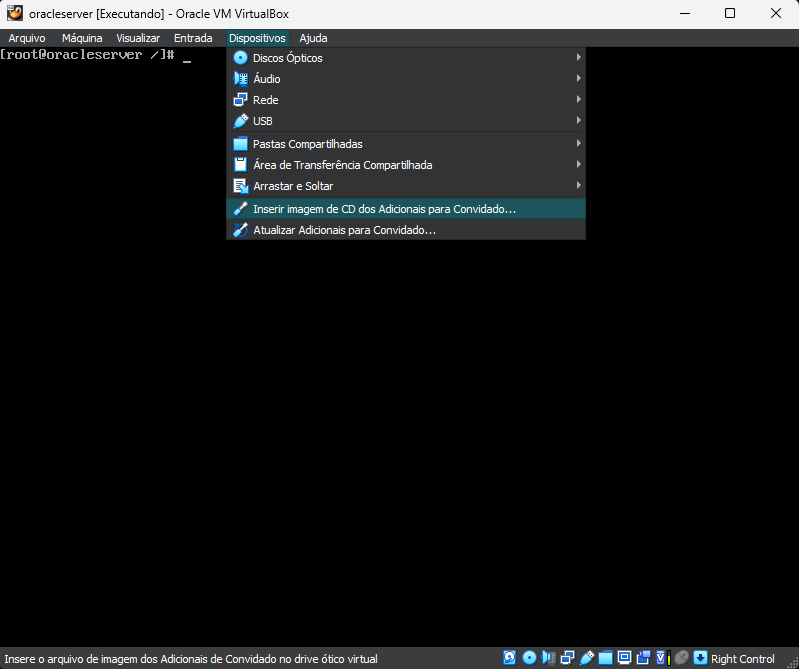 oracleserver [Executando] - Oracle VM VirtualBox
Arquivo Máquina Visualizar Entrada Dispositivos Ajuda
[root@oracleserver /]# _
Discos Ópticos
Áudio
Rede
USB
Pastas Compartilhadas
Área de Transferência Compartilhada
Arrastar e Soltar
Inserir imagem de CD dos Adicionais para Convidado...
Atualizar Adicionais para Convidado...
Insere o arquivo de imagem dos Adicionais de Convidado no drive ótico virtual Right Control